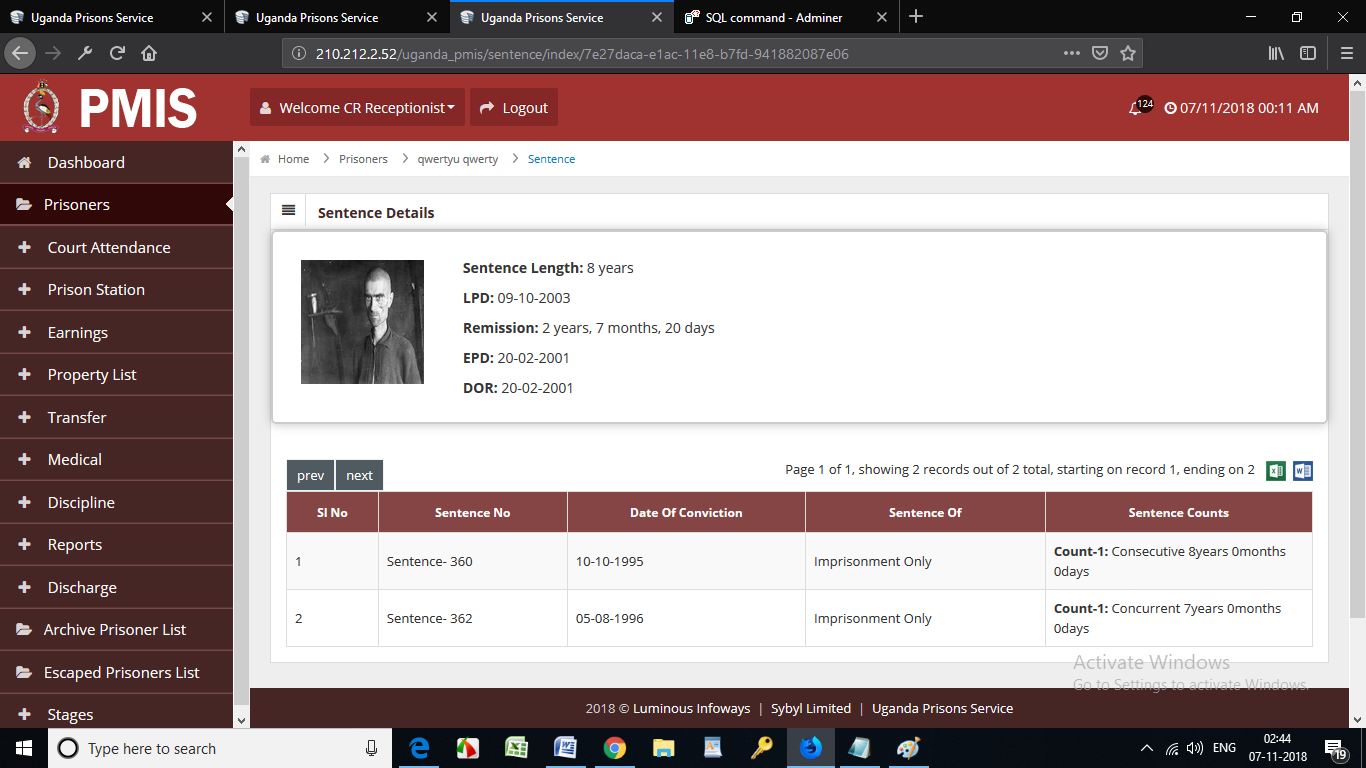 Uganda Prisons Service
Uganda Prisons Service
Uganda Prisons Service
SQL command - Adminer
210.212.2.52/uganda_pmis/sentence/index/7e27daca-e1ac-11e8-b7fd-941882087e06
PMIS
Welcome CR Receptionist
Logout
124
07/11/2018 00:11 AM
Dashboard
Prisoners
Court Attendance
Prison Station
Earnings
Property List
Transfer
Medical
Discipline
Reports
Discharge
Archive Prisoner List
Escaped Prisoners List
Stages
Home > Prisoners > qwertyu qwerty > Sentence
Sentence Details
Sentence Length: 8 years
LPD: 09-10-2003
Remission: 2 years, 7 months, 20 days
EPD: 20-02-2001
DOR: 20-02-2001
prev next
Page 1 of 1, showing 2 records out of 2 total, starting on record 1, ending on 2
Sl No Sentence No Date Of Conviction Sentence Of Sentence Counts
1 Sentence- 360 10-10-1995 Imprisonment Only Count-1: Consecutive 8years 0months
0days
2 Sentence- 362 05-08-1996 Imprisonment Only Count-1: Concurrent 7years 0months
0days
Activate Windows
Go to Settings to activate Windows.
2018 © Luminous Infoways | Sybyl Limited | Uganda Prisons Service
Type here to search
ENG
02:44
07-11-2018
19